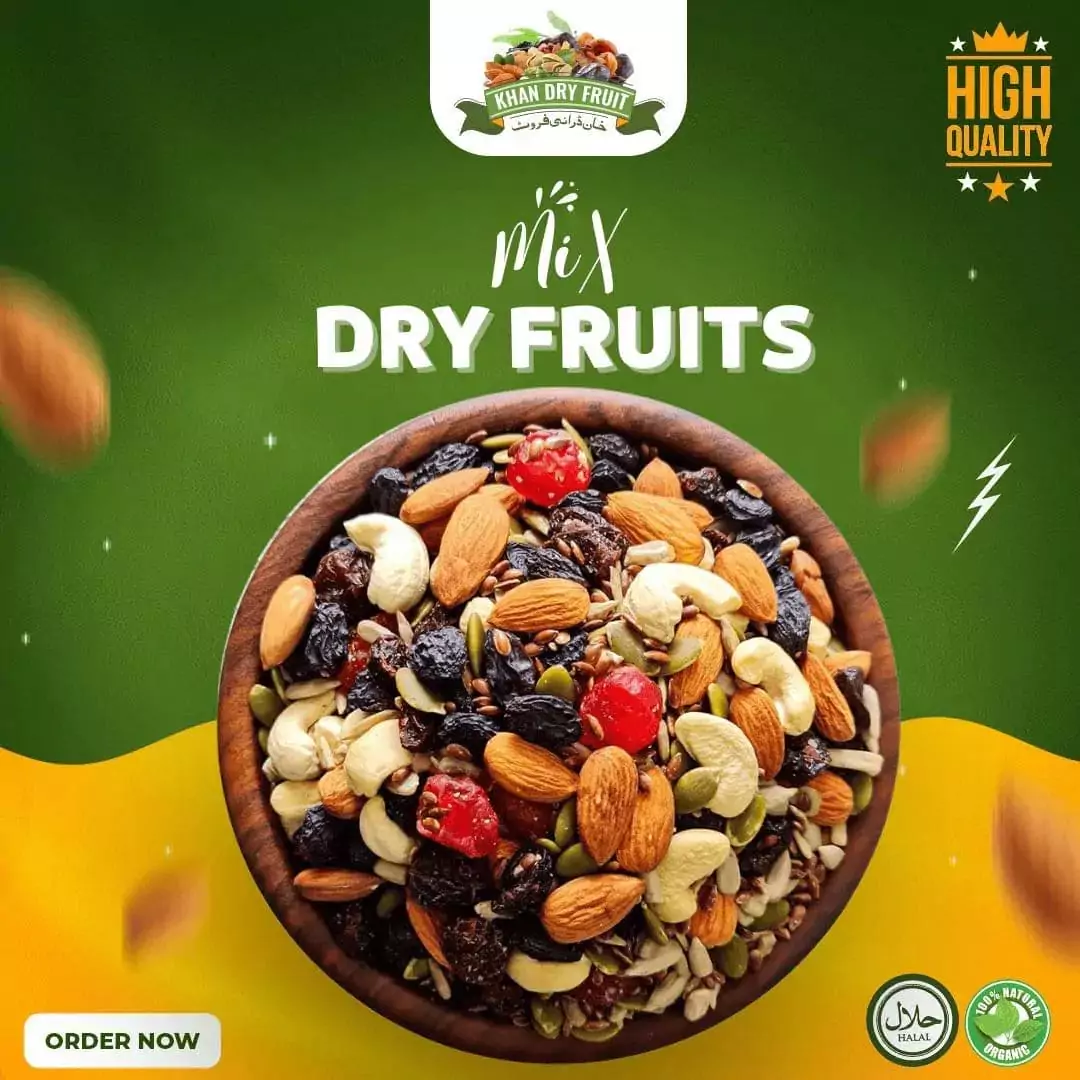 KHAN DRY FRUIT
خان ڈرائی فروٹ
HIGH
QUALITY
Mix
DRY FRUITS
ORDER NOW
حلال
HALAL
100% NATURAL
ORGANIC